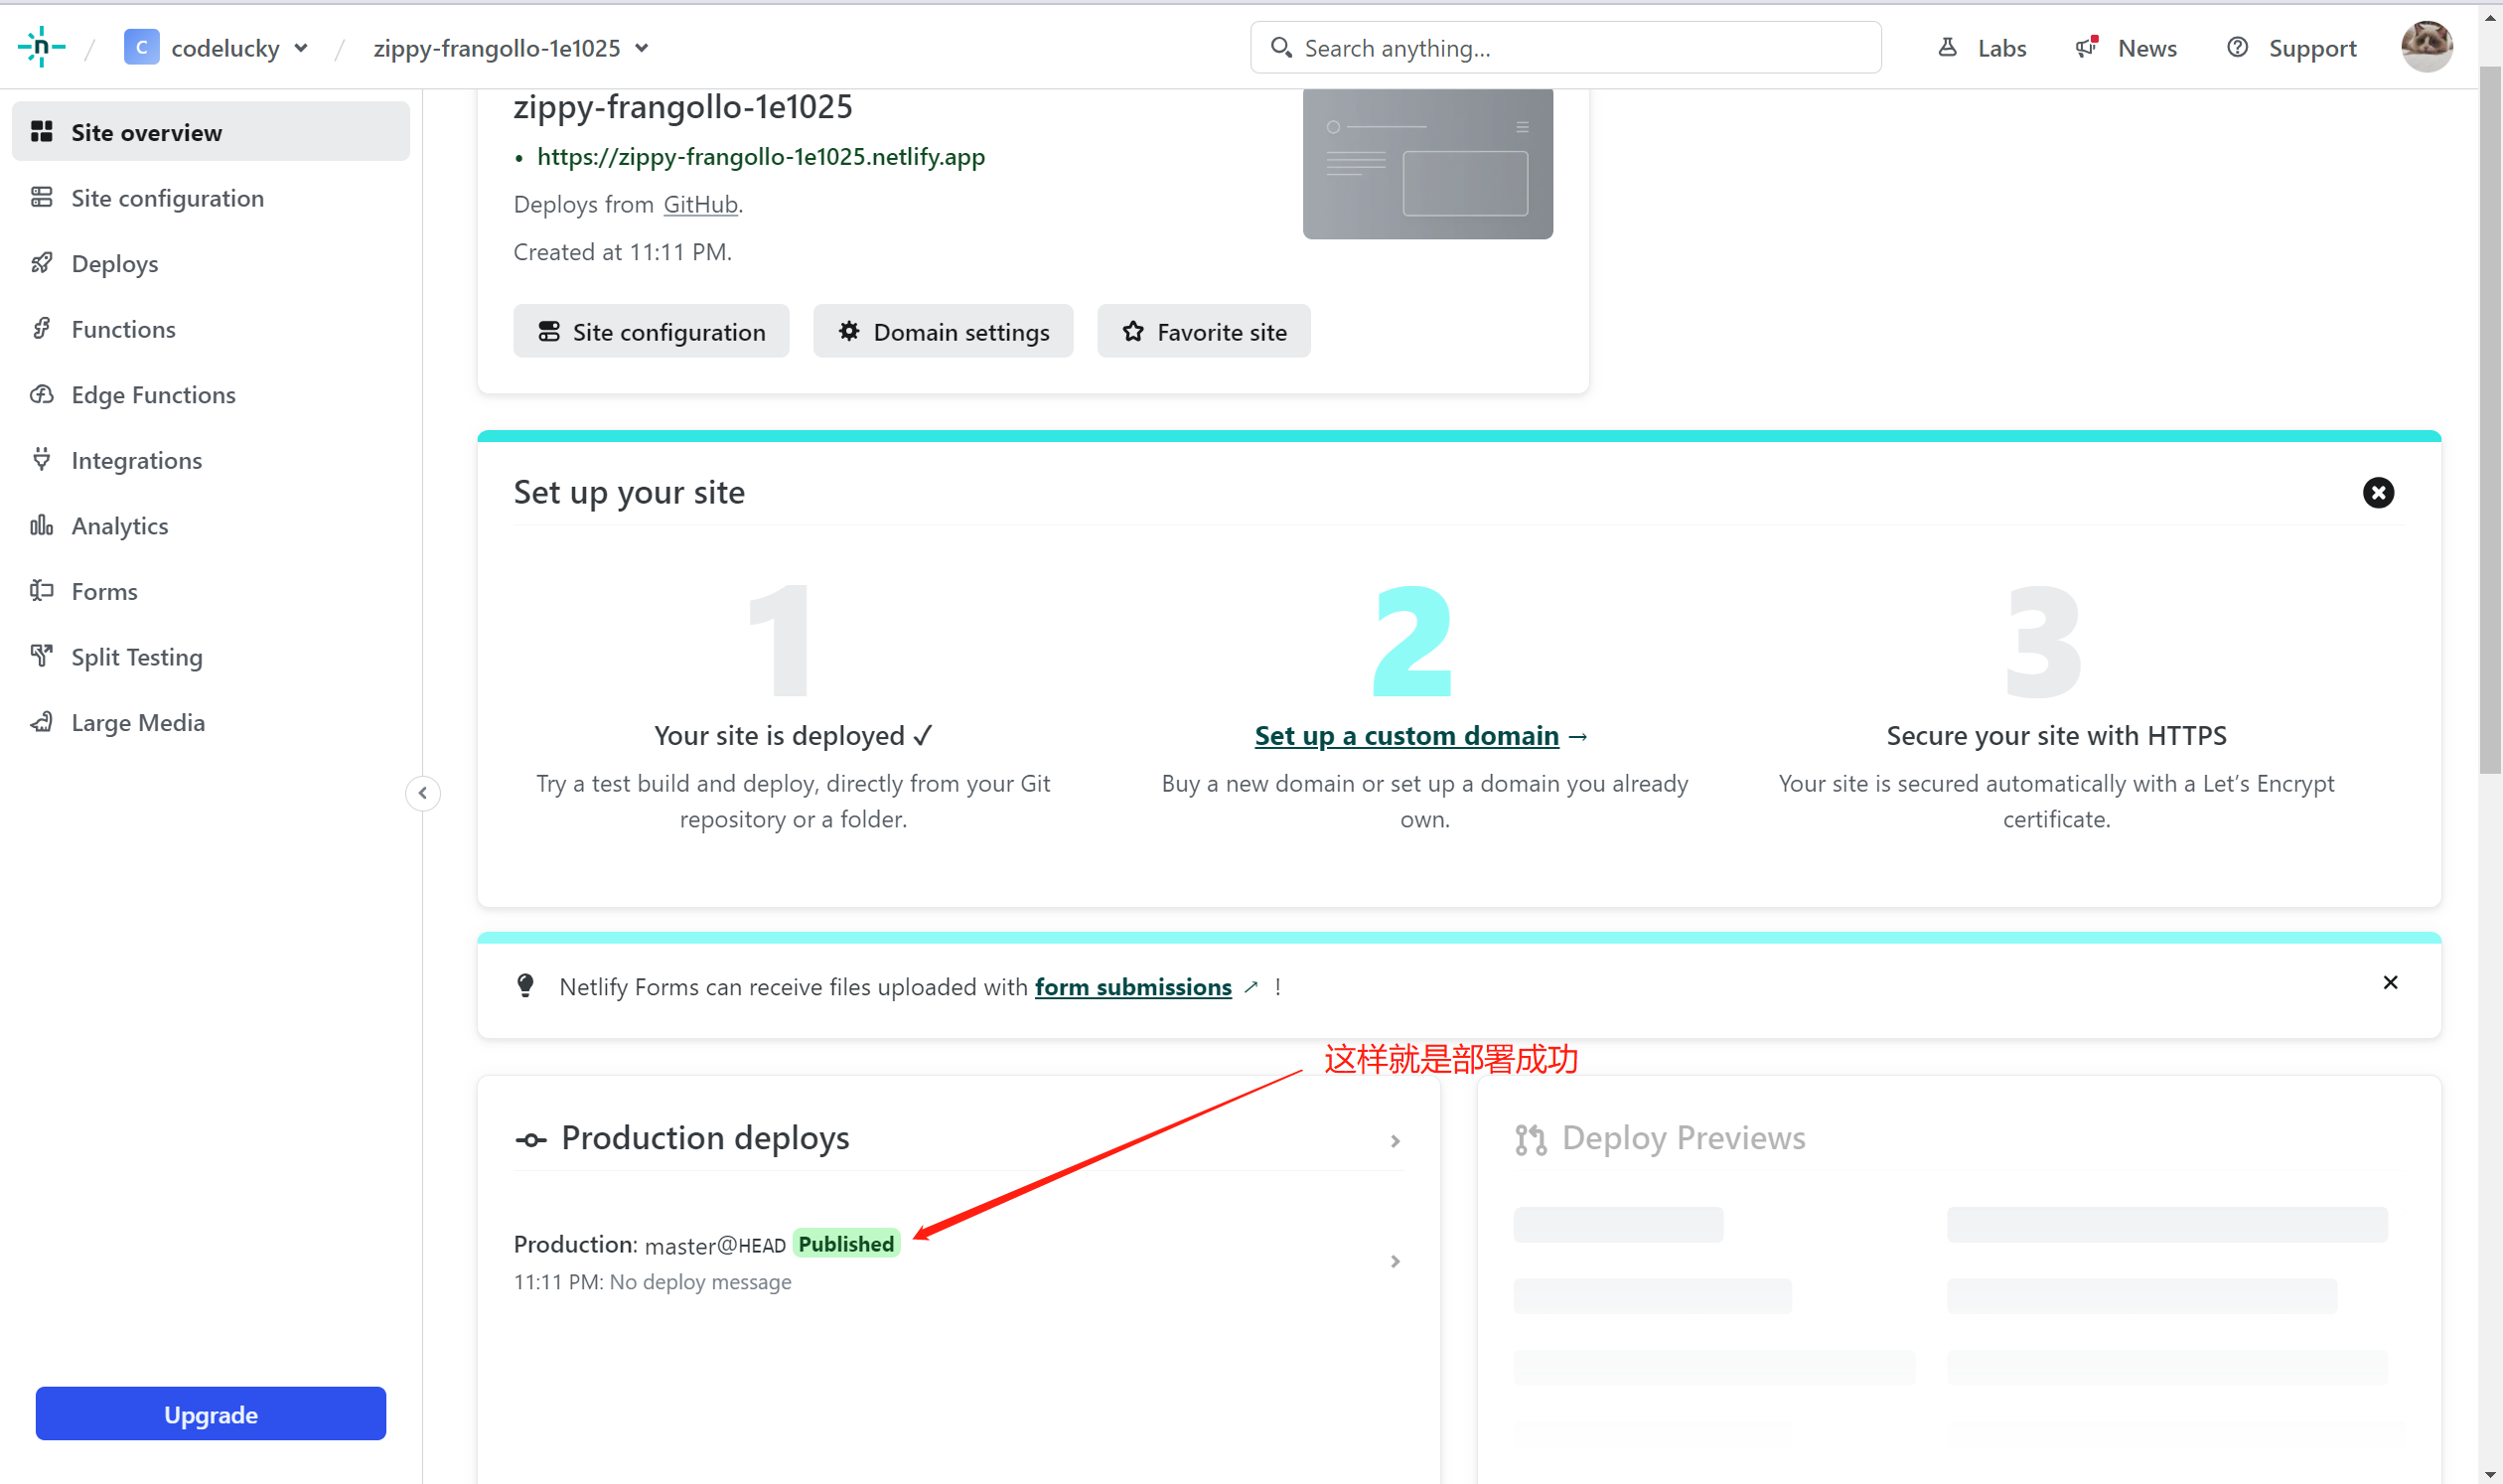 C codelucky / zippy-frangollo-1e1025
Search anything...
Labs
News
Support
Site overview
Site configuration
Deploys
Functions
Edge Functions
Integrations
Analytics
Forms
Split Testing
Large Media
Upgrade
zippy-frangollo-1e1025
https://zippy-frangollo-1e1025.netlify.app
Deploys from GitHub.
Created at 11:11 PM.
Site configuration
Domain settings
Favorite site
Set up your site
1
Your site is deployed ✓
Try a test build and deploy, directly from your Git
repository or a folder.
2
Set up a custom domain →
Buy a new domain or set up a domain you already
own.
3
Secure your site with HTTPS
Your site is secured automatically with a Let’s Encrypt
certificate.
Netlify Forms can receive files uploaded with form submissions ↗ !
这样就是部署成功
Production deploys
Production: master@HEAD Published
11:11 PM: No deploy message
Deploy Previews